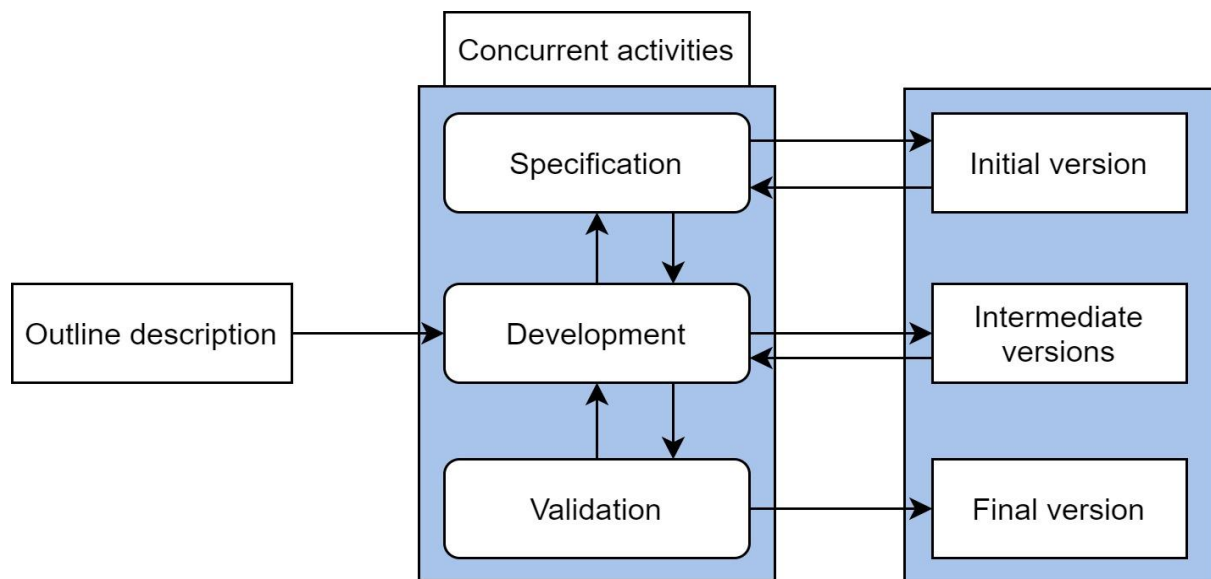 Concurrent activities
Specification
Initial version
Outline description
Development
Intermediate
versions
Validation
Final version